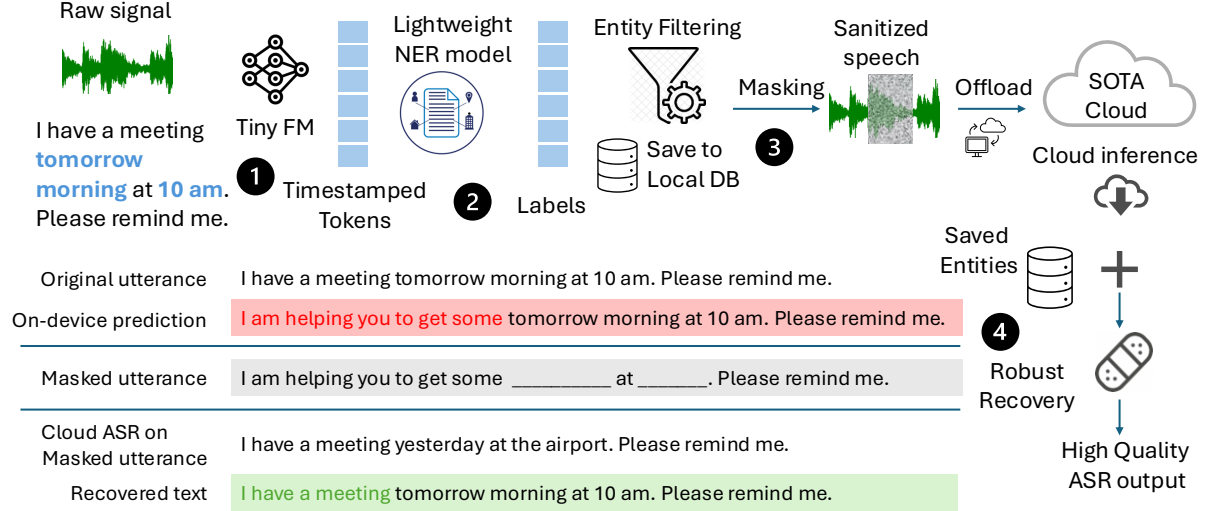 Raw signal
I have a meeting
tomorrow
morning at 10 am.
Please remind me.
Tiny FM
1
Timestamped
Tokens
Lightweight
NER model
2
Labels
Entity Filtering
Save to
Local DB
Masking
3
Sanitized
speech
Offload
SOTA
Cloud
Cloud inference
Saved
Entities
4
Robust
Recovery
High Quality
ASR output
Original utterance
I have a meeting tomorrow morning at 10 am. Please remind me.
On-device prediction
I am helping you to get some tomorrow morning at 10 am. Please remind me.
Masked utterance
I am helping you to get some __________ at _______. Please remind me.
Cloud ASR on
Masked utterance
I have a meeting yesterday at the airport. Please remind me.
Recovered text
I have a meeting tomorrow morning at 10 am. Please remind me.